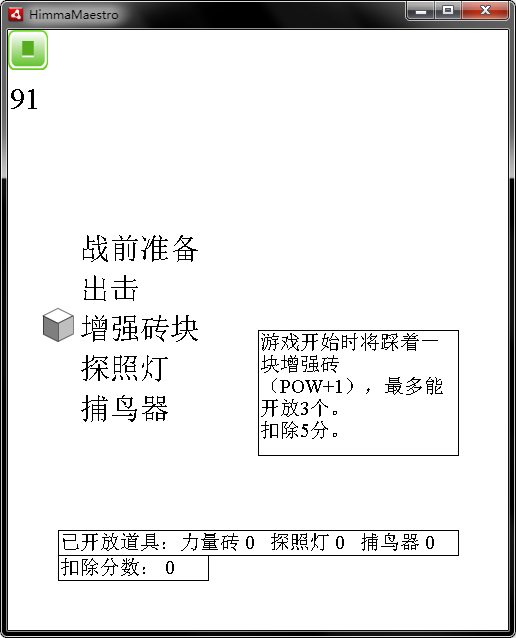 HimmaMaestro
91
战前准备
出击
增强砖块
探照灯
捕鸟器
游戏开始时将踩着一
块增强砖
（POW+1），最多能
开放3个。
扣除5分。
已开放道具：力量砖 0 探照灯 0 捕鸟器 0
扣除分数： 0